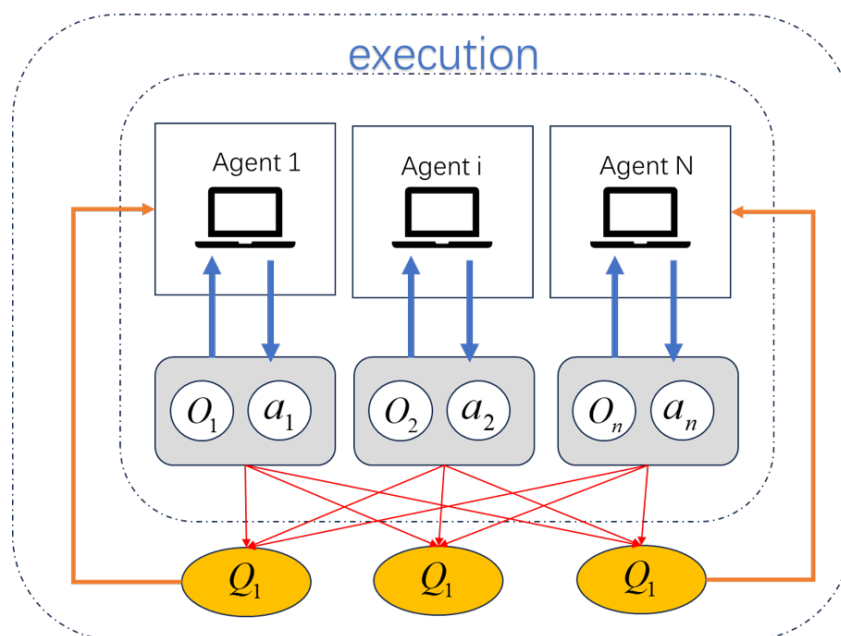 execution
Agent 1
Agent i
Agent N
O₁ a₁
O₂ a₂
Oₙ aₙ
Q₁
Q₁
Q₁